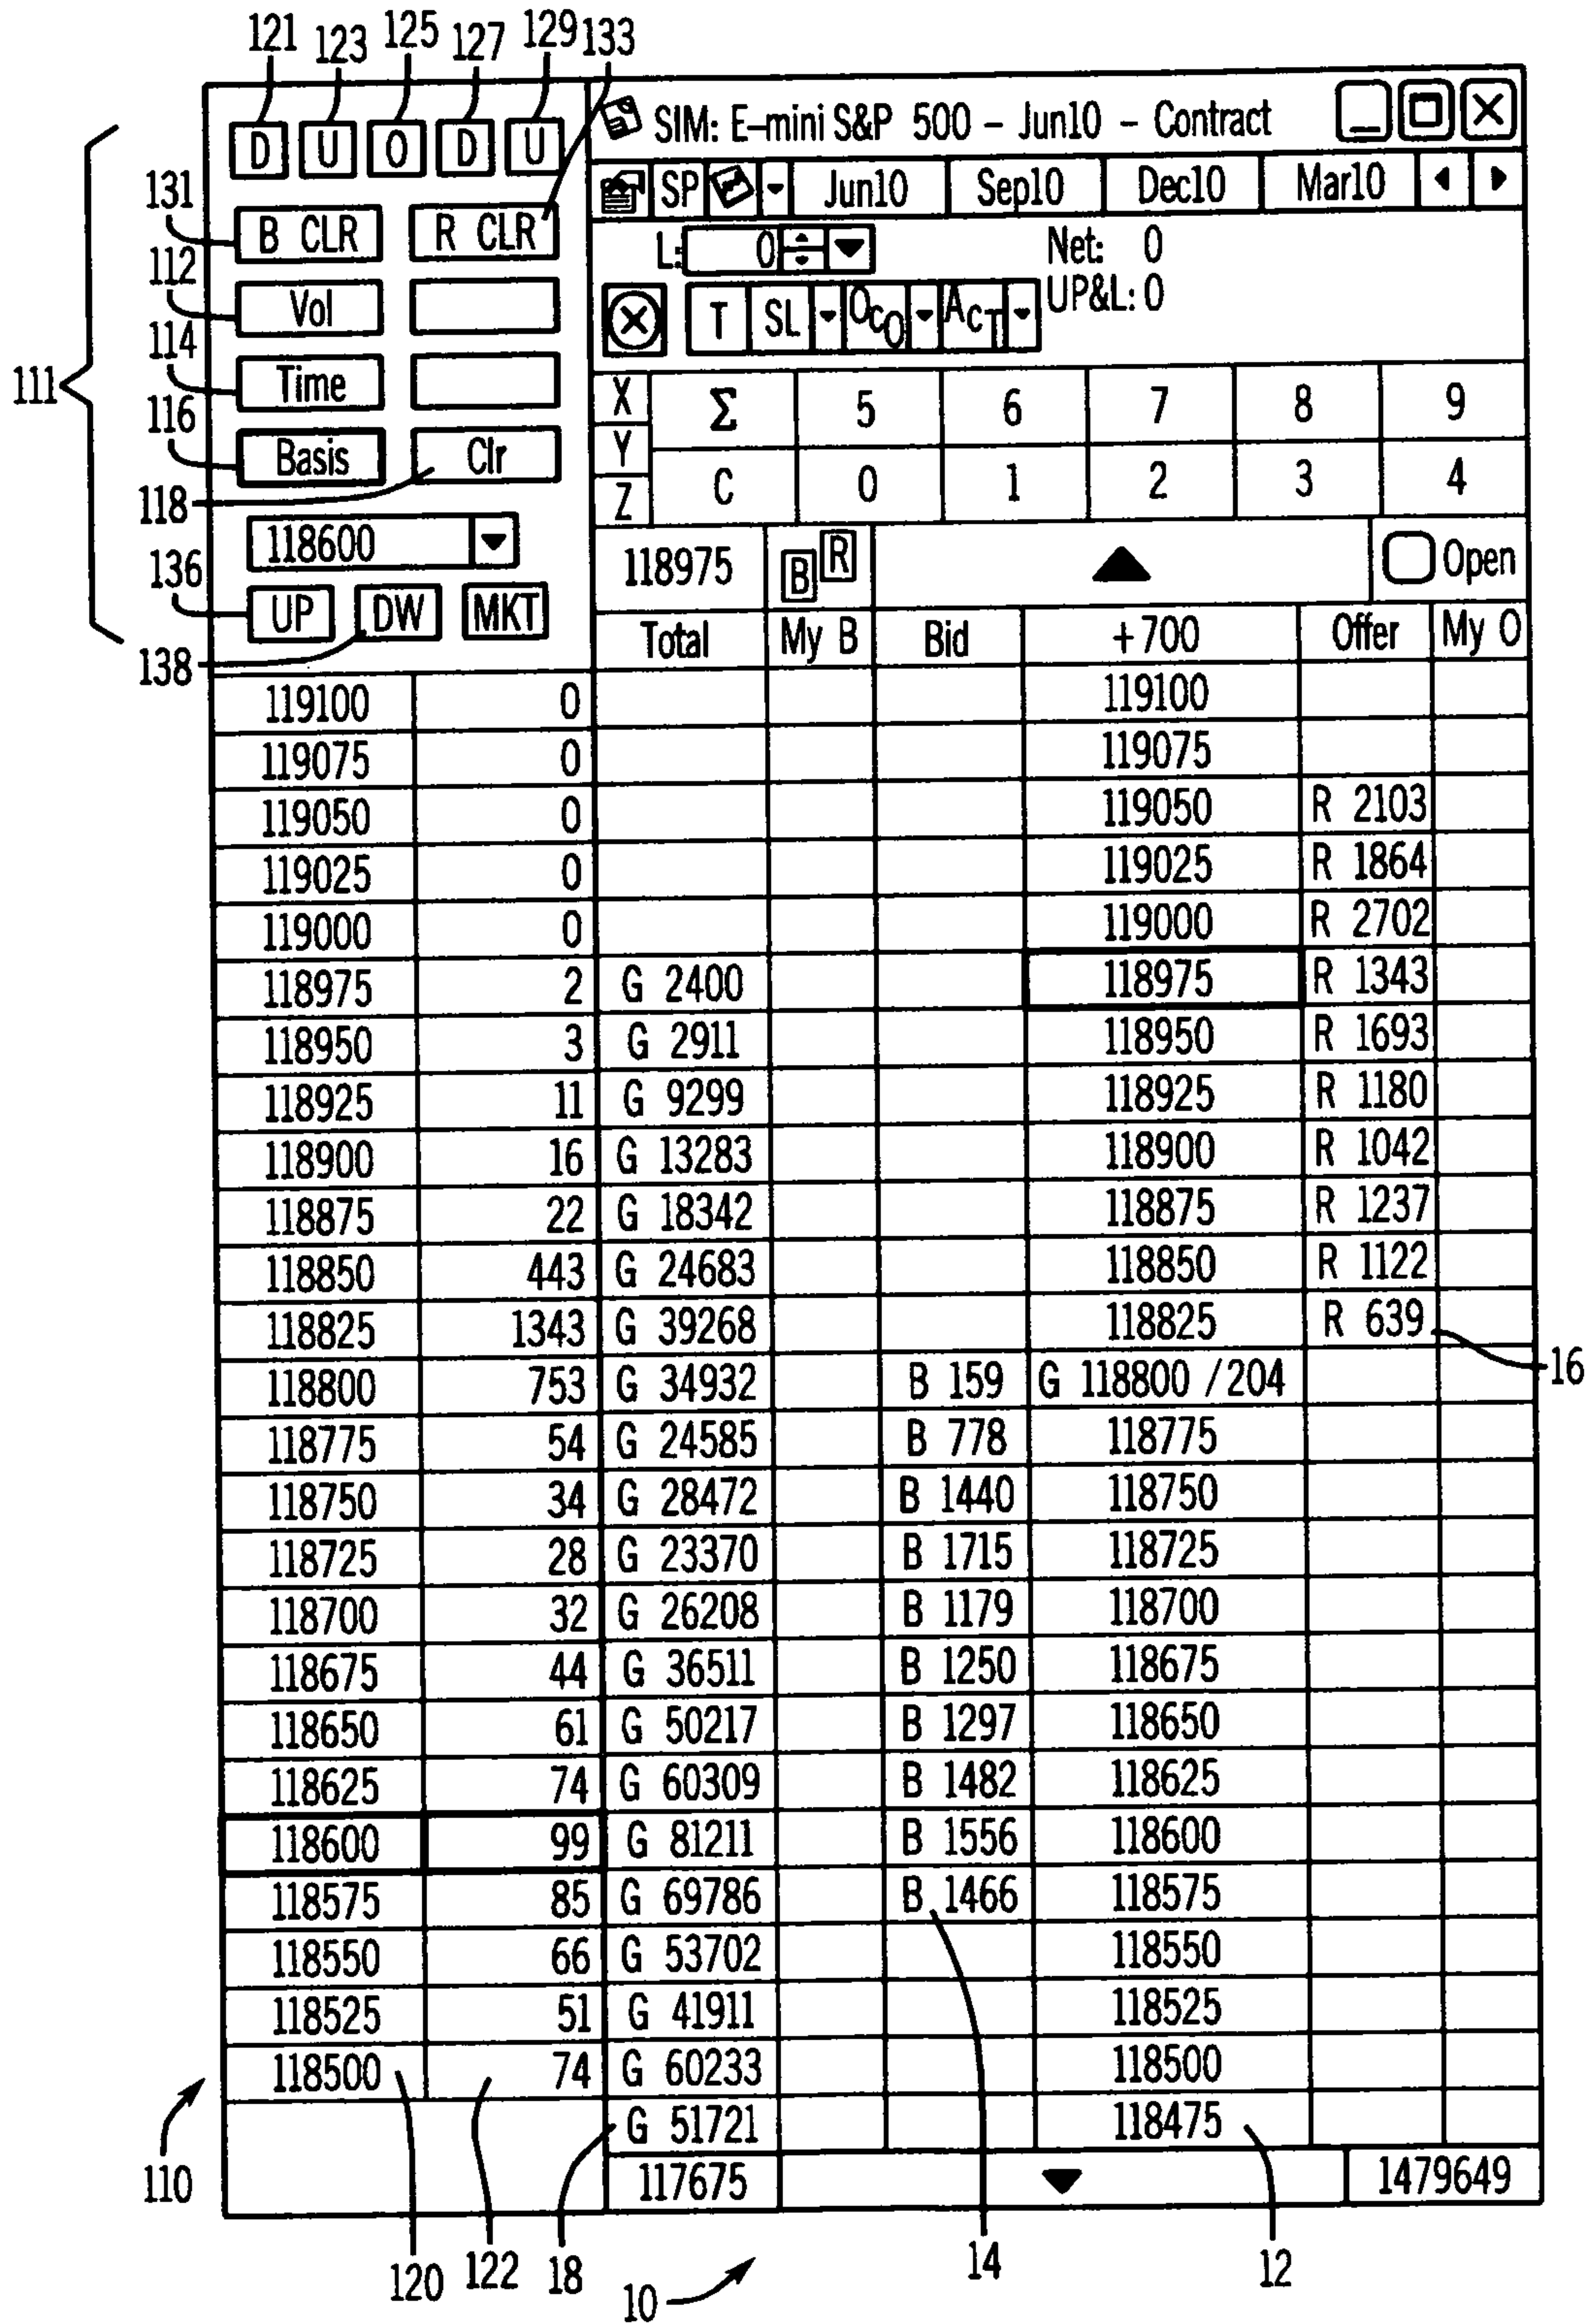 121 123 125 127 129 133
D U O D U SIM: E-mini S&P 500 - Jun10 - Contract
131 SP Jun10 Sep10 Dec10 Mar10
B CLR R CLR L: 0 Net: 0
112 Vol T SL OCO ACT UP&L: 0
114
111 Time X Σ 5 6 7 8 9
116 Y
Basis Clr Z C 0 1 2 3 4
118
118600
136 118975 B R Open
UP DW MKT
138 Total My B Bid +700 Offer My O
119100 0 119100
119075 0 119075
119050 0 119050 R 2103
119025 0 119025 R 1864
119000 0 119000 R 2702
118975 2 G 2400 118975 R 1343
118950 3 G 2911 118950 R 1693
118925 11 G 9299 118925 R 1180
118900 16 G 13283 118900 R 1042
118875 22 G 18342 118875 R 1237
118850 443 G 24683 118850 R 1122
118825 1343 G 39268 118825 R 639
16
118800 753 G 34932 B 159 G 118800 /204
118775 54 G 24585 B 778 118775
118750 34 G 28472 B 1440 118750
118725 28 G 23370 B 1715 118725
118700 32 G 26208 B 1179 118700
118675 44 G 36511 B 1250 118675
118650 61 G 50217 B 1297 118650
118625 74 G 60309 B 1482 118625
118600 99 G 81211 B 1556 118600
118575 85 G 69786 B 1466 118575
118550 66 G 53702 118550
118525 51 G 41911 118525
118500 74 G 60233 118500
G 51721 118475
110 117675 1479649
120 122 18 10 14 12